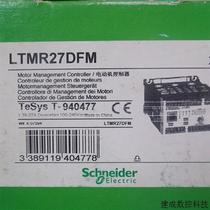 LTMR27DFM
Motor Management Controller / 电动机控制器
Controleur de gestion de moteurs
Motormanagement Steuergerät
Controllore di Gestione dei Motori
Controlador de Gestión de Motores
TeSys T- 940477
LTMR27DFM
3 389119 404778
Schneider
Electric
速成数控科技